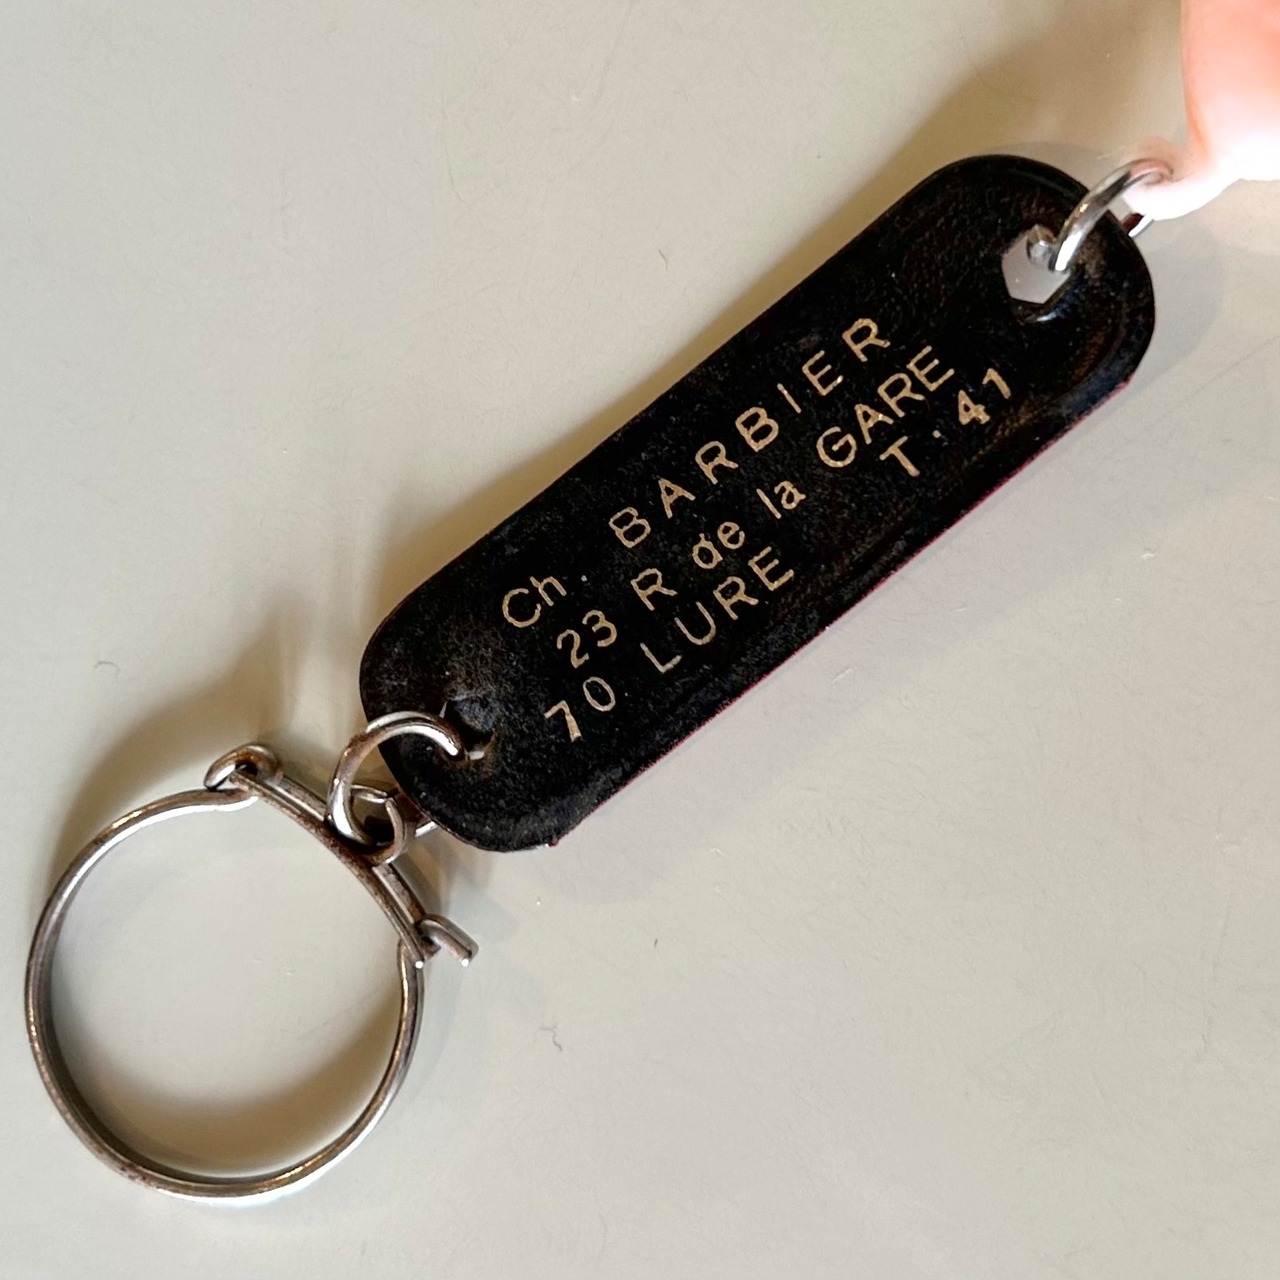 Ch. BARBIER
23 R de la GARE
70 LURE T. 41